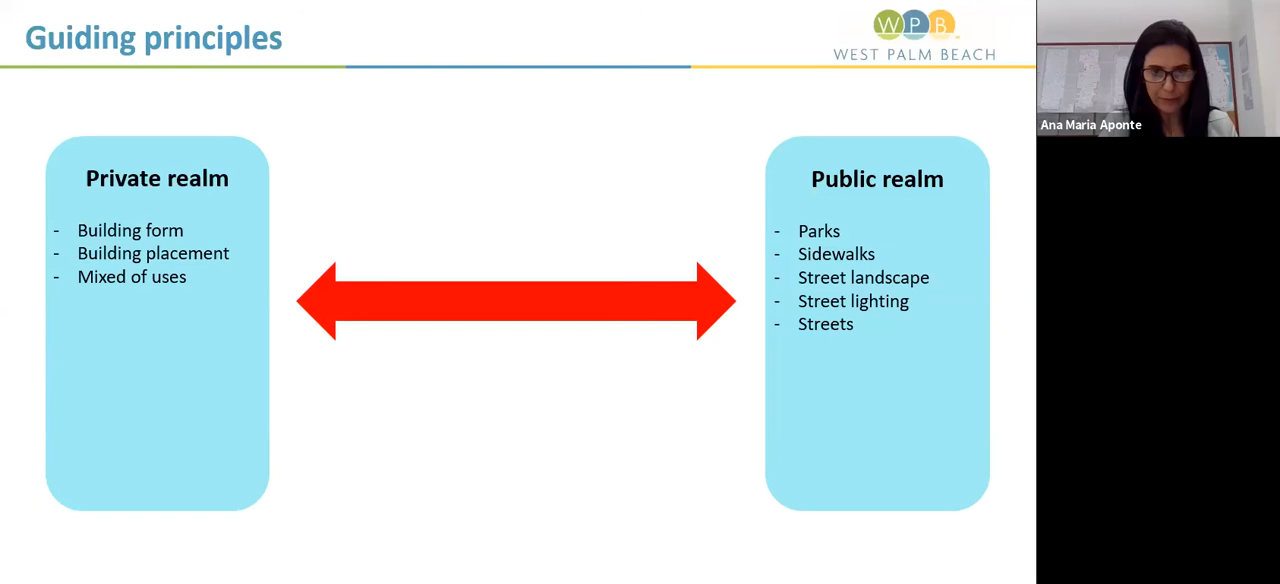 Guiding principles
WPB
WEST PALM BEACH
Ana Maria Aponte
Private realm
- Building form
- Building placement
- Mixed of uses
Public realm
- Parks
- Sidewalks
- Street landscape
- Street lighting
- Streets